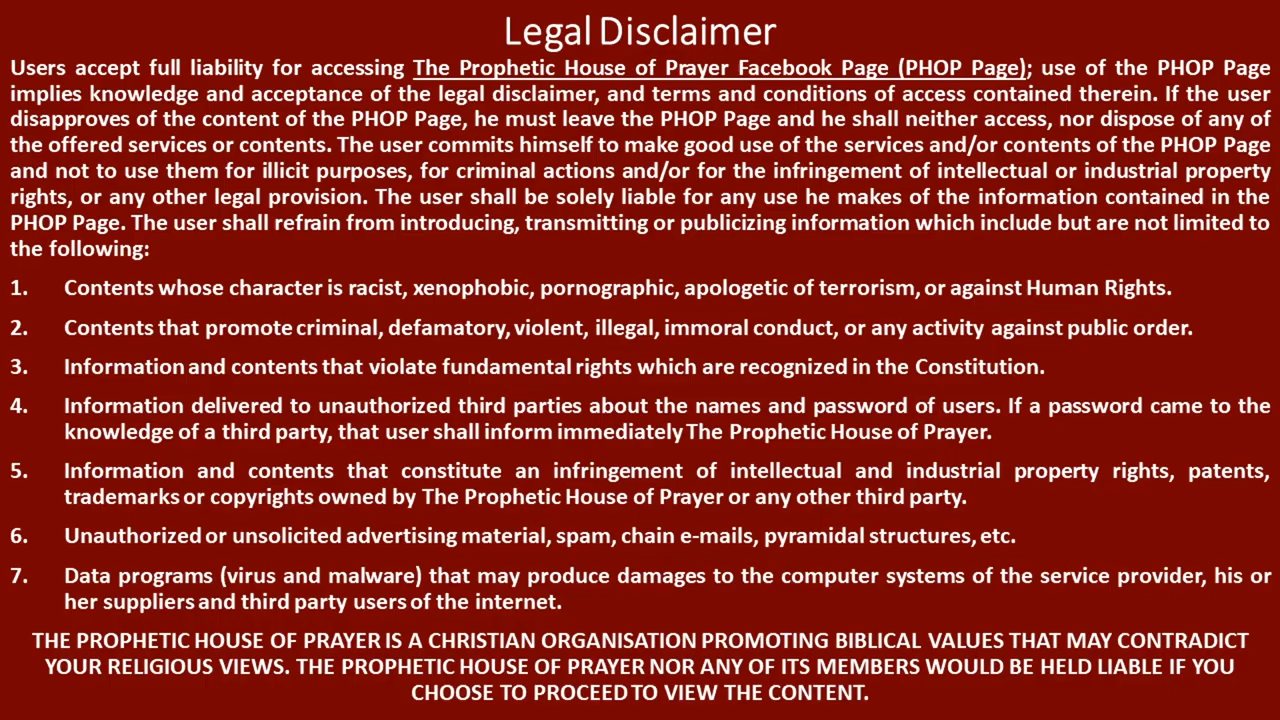 Legal Disclaimer
Users accept full liability for accessing The Prophetic House of Prayer Facebook Page (PHOP Page); use of the PHOP Page
implies knowledge and acceptance of the legal disclaimer, and terms and conditions of access contained therein. If the user
disapproves of the content of the PHOP Page, he must leave the PHOP Page and he shall neither access, nor dispose of any of
the offered services or contents. The user commits himself to make good use of the services and/or contents of the PHOP Page
and not to use them for illicit purposes, for criminal actions and/or for the infringement of intellectual or industrial property
rights, or any other legal provision. The user shall be solely liable for any use he makes of the information contained in the
PHOP Page. The user shall refrain from introducing, transmitting or publicizing information which include but are not limited to
the following:
1. Contents whose character is racist, xenophobic, pornographic, apologetic of terrorism, or against Human Rights.
2. Contents that promote criminal, defamatory, violent, illegal, immoral conduct, or any activity against public order.
3. Information and contents that violate fundamental rights which are recognized in the Constitution.
4. Information delivered to unauthorized third parties about the names and password of users. If a password came to the
knowledge of a third party, that user shall inform immediately The Prophetic House of Prayer.
5. Information and contents that constitute an infringement of intellectual and industrial property rights, patents,
trademarks or copyrights owned by The Prophetic House of Prayer or any other third party.
6. Unauthorized or unsolicited advertising material, spam, chain e-mails, pyramidal structures, etc.
7. Data programs (virus and malware) that may produce damages to the computer systems of the service provider, his or
her suppliers and third party users of the internet.
THE PROPHETIC HOUSE OF PRAYER IS A CHRISTIAN ORGANISATION PROMOTING BIBLICAL VALUES THAT MAY CONTRADICT
YOUR RELIGIOUS VIEWS. THE PROPHETIC HOUSE OF PRAYER NOR ANY OF ITS MEMBERS WOULD BE HELD LIABLE IF YOU
CHOOSE TO PROCEED TO VIEW THE CONTENT.